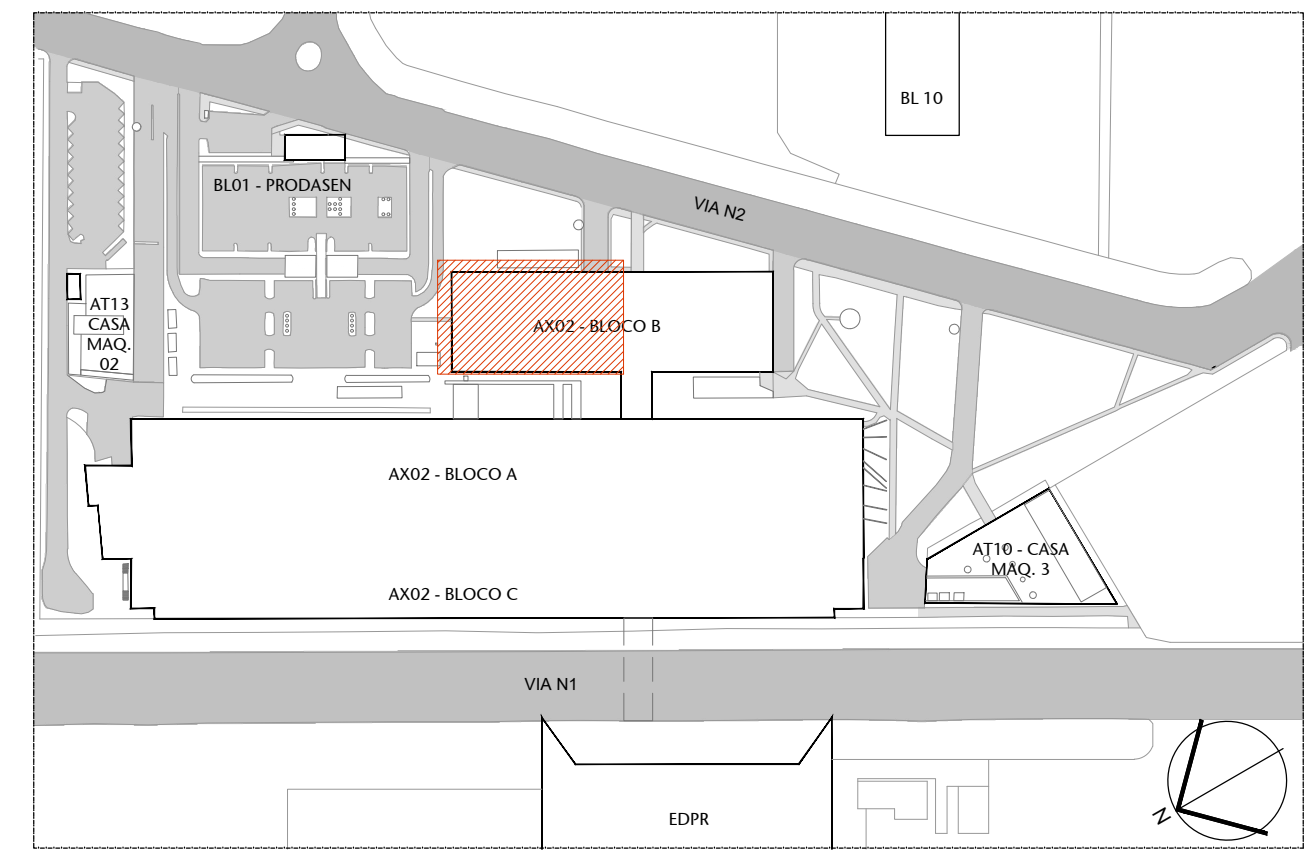 BL 10
BL01 - PRODASEN
VIA N2
AT13
CASA
MAQ.
02
AX02 - BLOCO B
AX02 - BLOCO A
AT10 - CASA
MAQ. 3
AX02 - BLOCO C
VIA N1
EDPR
N